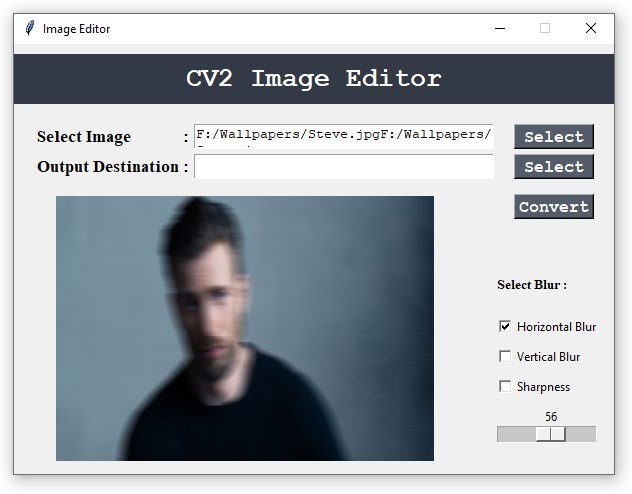 Image Editor
CV2 Image Editor
Select Image : F:/Wallpapers/Steve.jpgF:/Wallpapers/ Select
Output Destination : Select
Convert
Select Blur :
Horizontal Blur
Vertical Blur
Sharpness
56